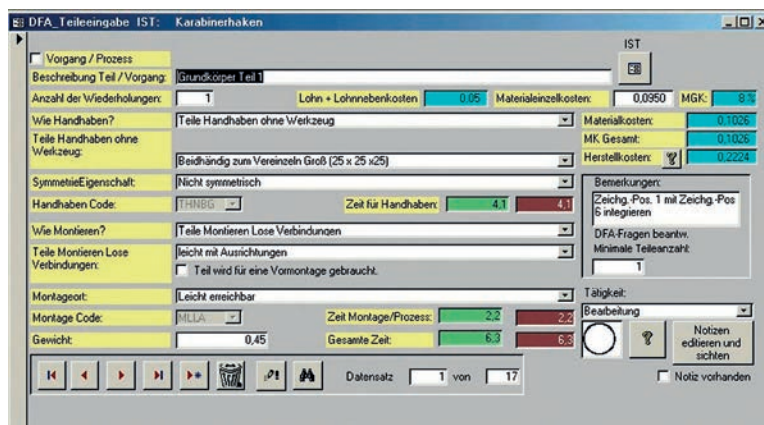 DFA_Teileeingabe IST: Karabinerhaken
IST
Vorgang / Prozess
Beschreibung Teil / Vorgang: Grundkörper Teil 1
Anzahl der Wiederholungen: 1 Lohn + Lohnnebenkosten 0,05 Materialeinzelkosten: 0,0950 MGK: 8 %
Wie Handhaben? Teile Handhaben ohne Werkzeug Materialkosten: 0,1026
Teile Handhaben ohne Werkzeug: MK Gesamt: 0,1026
Beidhändig zum Vereinzeln Groß (25 x 25 x25) Herstellkosten: ? 0,2224
SymmetrieEigenschaft: Nicht symmetrisch Bemerkungen:
Handhaben Code: THNBG Zeit für Handhaben: 4,1 4,1 Zeichg.-Pos. 1 mit Zeichg.-Pos
6 integrieren
Wie Montieren? Teile Montieren Lose Verbindungen DFA-Fragen beantw.
Teile Montieren Lose Verbindungen: leicht mit Ausrichtungen Minimale Teileanzahl:
Teil wird für eine Vormontage gebraucht. 1
Montageort: Leicht erreichbar Tätigkeit:
Montage Code: MLLA Zeit Montage/Prozess: 2,2 2,2 Bearbeitung
Gewicht: 0,45 Gesamte Zeit: 6,3 6,3 ? Notizen
editieren und
sichten
Datensatz 1 von 17 Notiz vorhanden